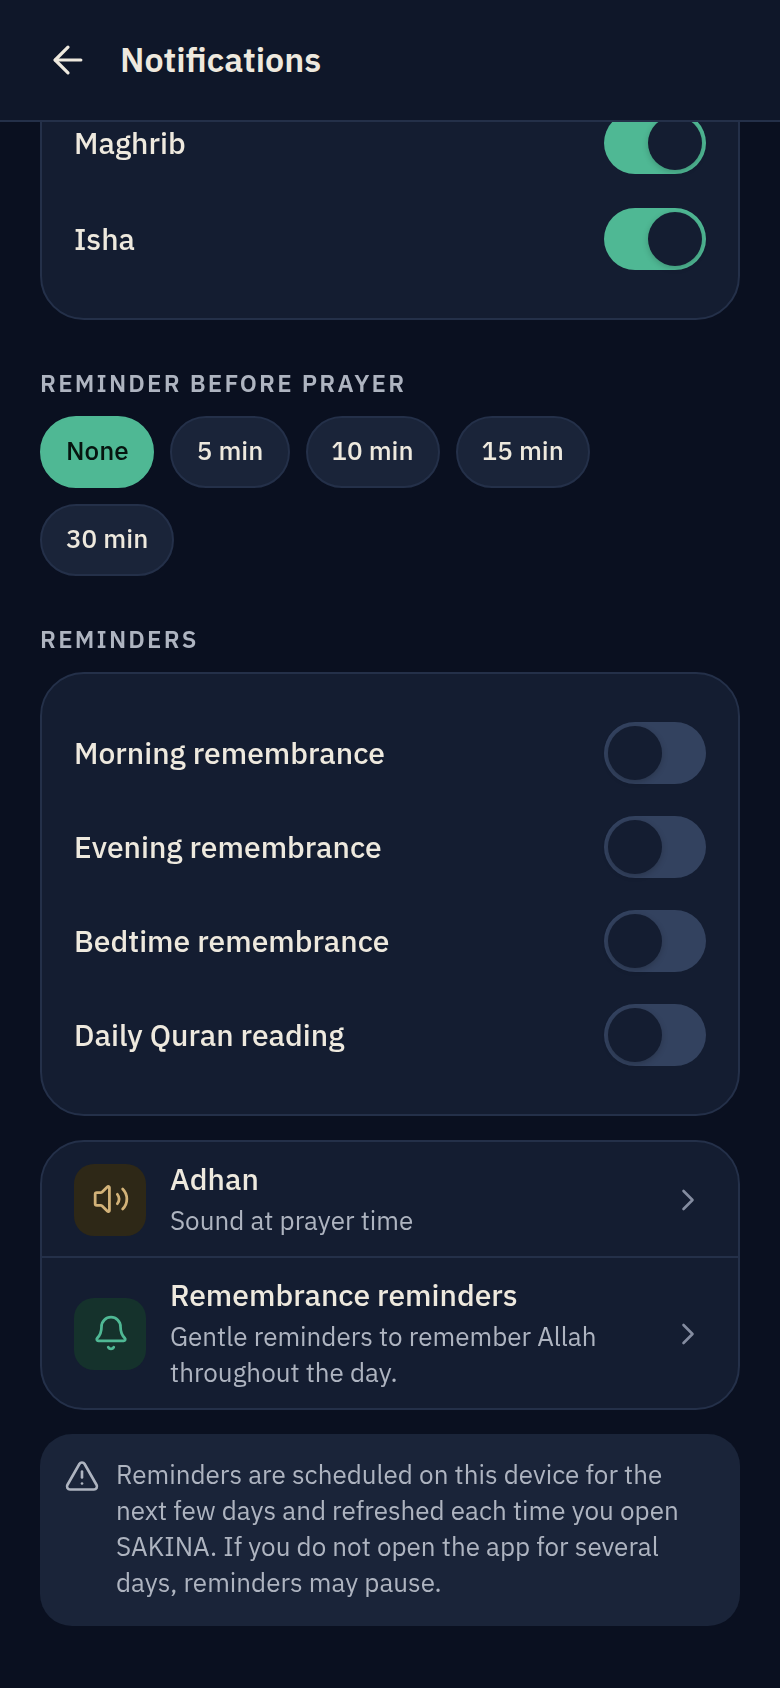 Notifications
Maghrib
Isha
REMINDER BEFORE PRAYER
None
5 min
10 min
15 min
30 min
REMINDERS
Morning remembrance
Evening remembrance
Bedtime remembrance
Daily Quran reading
Adhan
Sound at prayer time
Remembrance reminders
Gentle reminders to remember Allah
throughout the day.
Reminders are scheduled on this device for the
next few days and refreshed each time you open
SAKINA. If you do not open the app for several
days, reminders may pause.